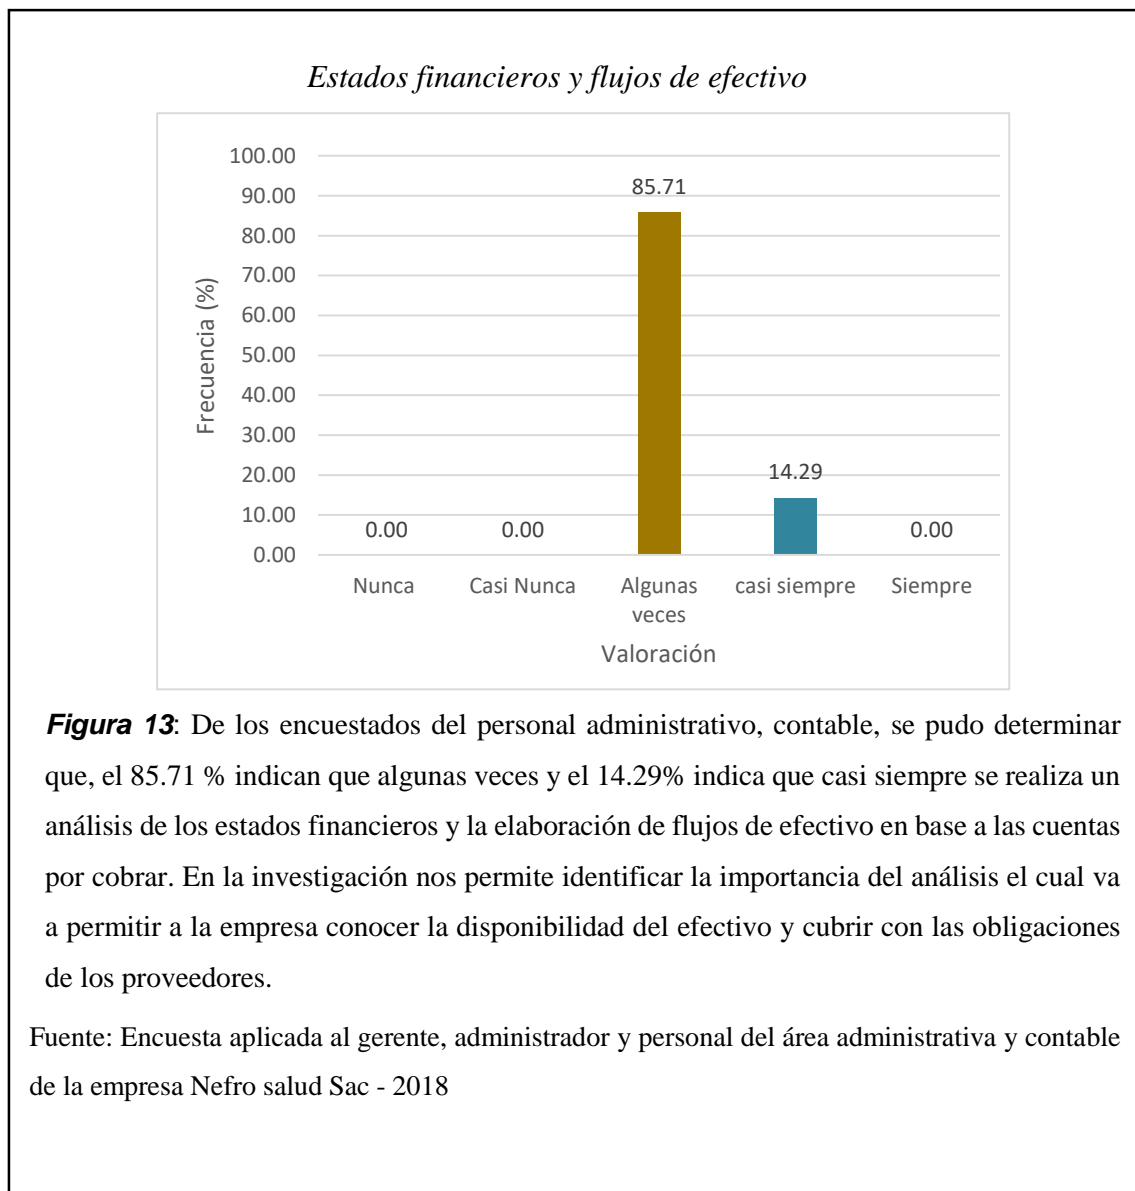 Estados financieros y flujos de efectivo
100.00
90.00
80.00
70.00
60.00
50.00
40.00
30.00
20.00
10.00
0.00
Frecuencia (%)
0.00
0.00
85.71
14.29
0.00
Nunca
Casi Nunca
Algunas
veces
casi siempre
Siempre
Valoración
Figura 13: De los encuestados del personal administrativo, contable, se pudo determinar
que, el 85.71 % indican que algunas veces y el 14.29% indica que casi siempre se realiza un
análisis de los estados financieros y la elaboración de flujos de efectivo en base a las cuentas
por cobrar. En la investigación nos permite identificar la importancia del análisis el cual va
a permitir a la empresa conocer la disponibilidad del efectivo y cubrir con las obligaciones
de los proveedores.
Fuente: Encuesta aplicada al gerente, administrador y personal del área administrativa y contable
de la empresa Nefro salud Sac - 2018